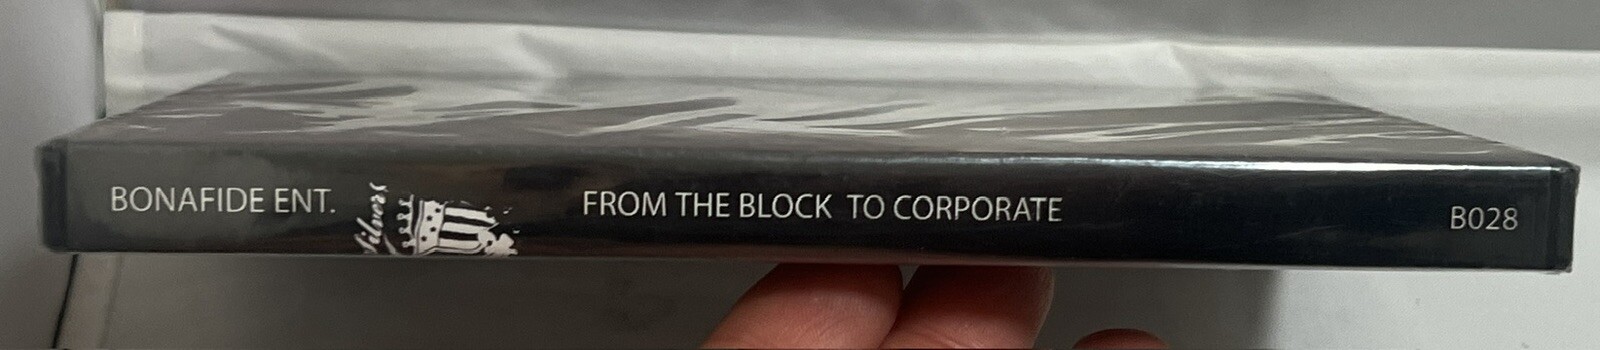 BONAFIDE ENT.
Silvers
FROM THE BLOCK TO CORPORATE
B028